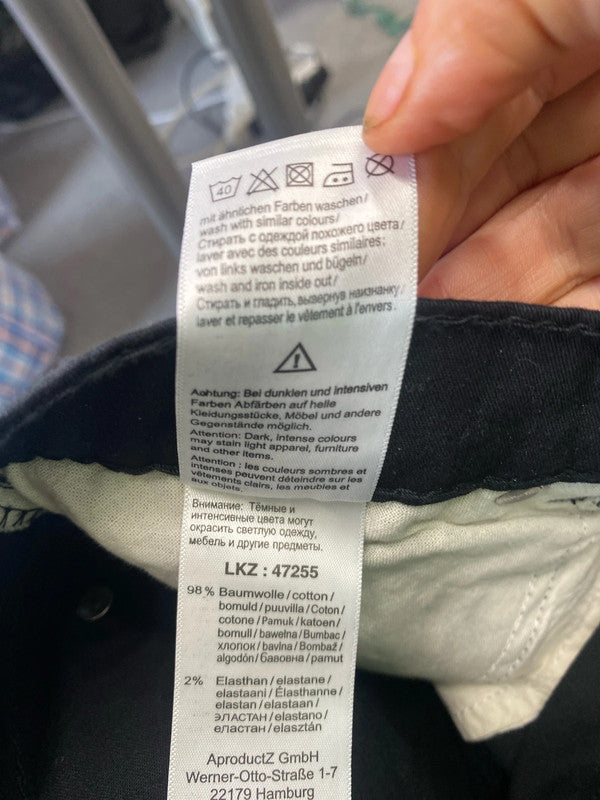 40
mit ähnlichen Farben waschen/
wash with similar colours/
Стирать с одеждой похожего цвета/
laver avec des couleurs similaires;
von links waschen und bügeln/
wash and iron inside out/
Стирать и гладить, вывернув наизнанку/
laver et repasser le vêtement à l'envers.
Achtung: Bei dunklen und intensiven
Farben Abfärben auf helle
Kleidungsstücke, Möbel und andere
Gegenstände möglich.
Attention: Dark, intense colours
may stain light apparel, furniture
and other items.
Attention : les couleurs sombres et
intenses peuvent déteindre sur les
vêtements clairs, les meubles et
aux objets.
Внимание: Тёмные и
интенсивные цвета могут
окрасить светлую одежду,
мебель и другие предметы.
LKZ : 47255
98% Baumwolle / cotton /
bomuld / puuvilla / Coton /
cotone / Pamuk / katoen /
bomull / bawełna / Bumbac /
хлопок / bavlna / Bombaž /
algodón / бавовна / pamut
2% Elasthan / elastane /
elastaani / Élasthanne /
elastan / elastaan /
эластан / elastano /
еластан / elasztán
AproductZ GmbH
Werner-Otto-Straße 1-7
22179 Hamburg